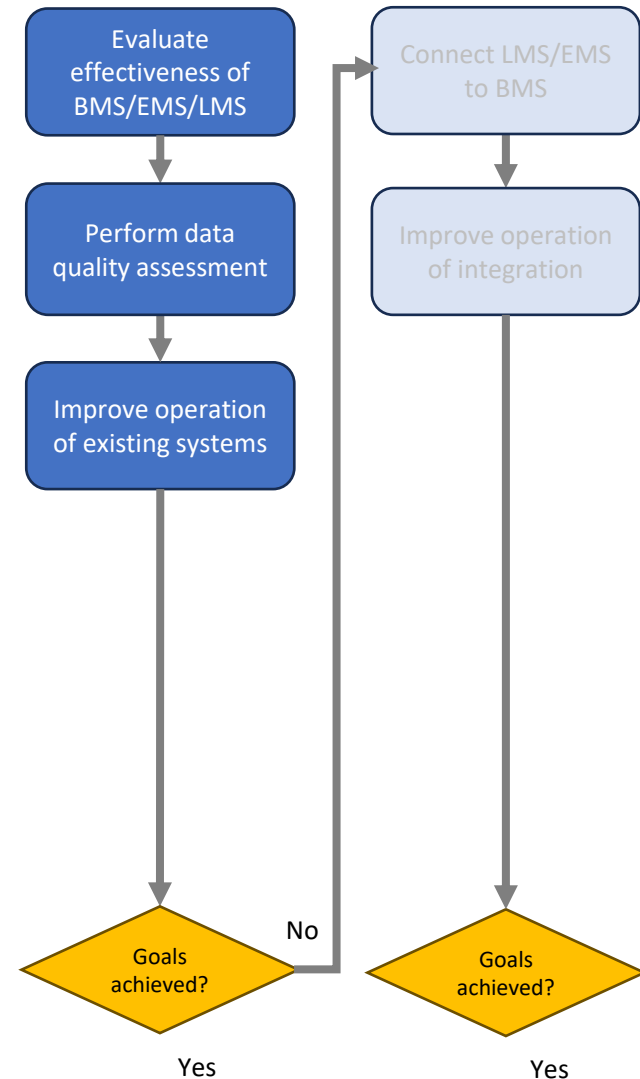 Evaluate
effectiveness of
BMS/EMS/LMS
Perform data
quality assessment
Improve operation
of existing systems
Goals
achieved?
No
Yes
Connect LMS/EMS
to BMS
Improve operation
of integration
Goals
achieved?
Yes